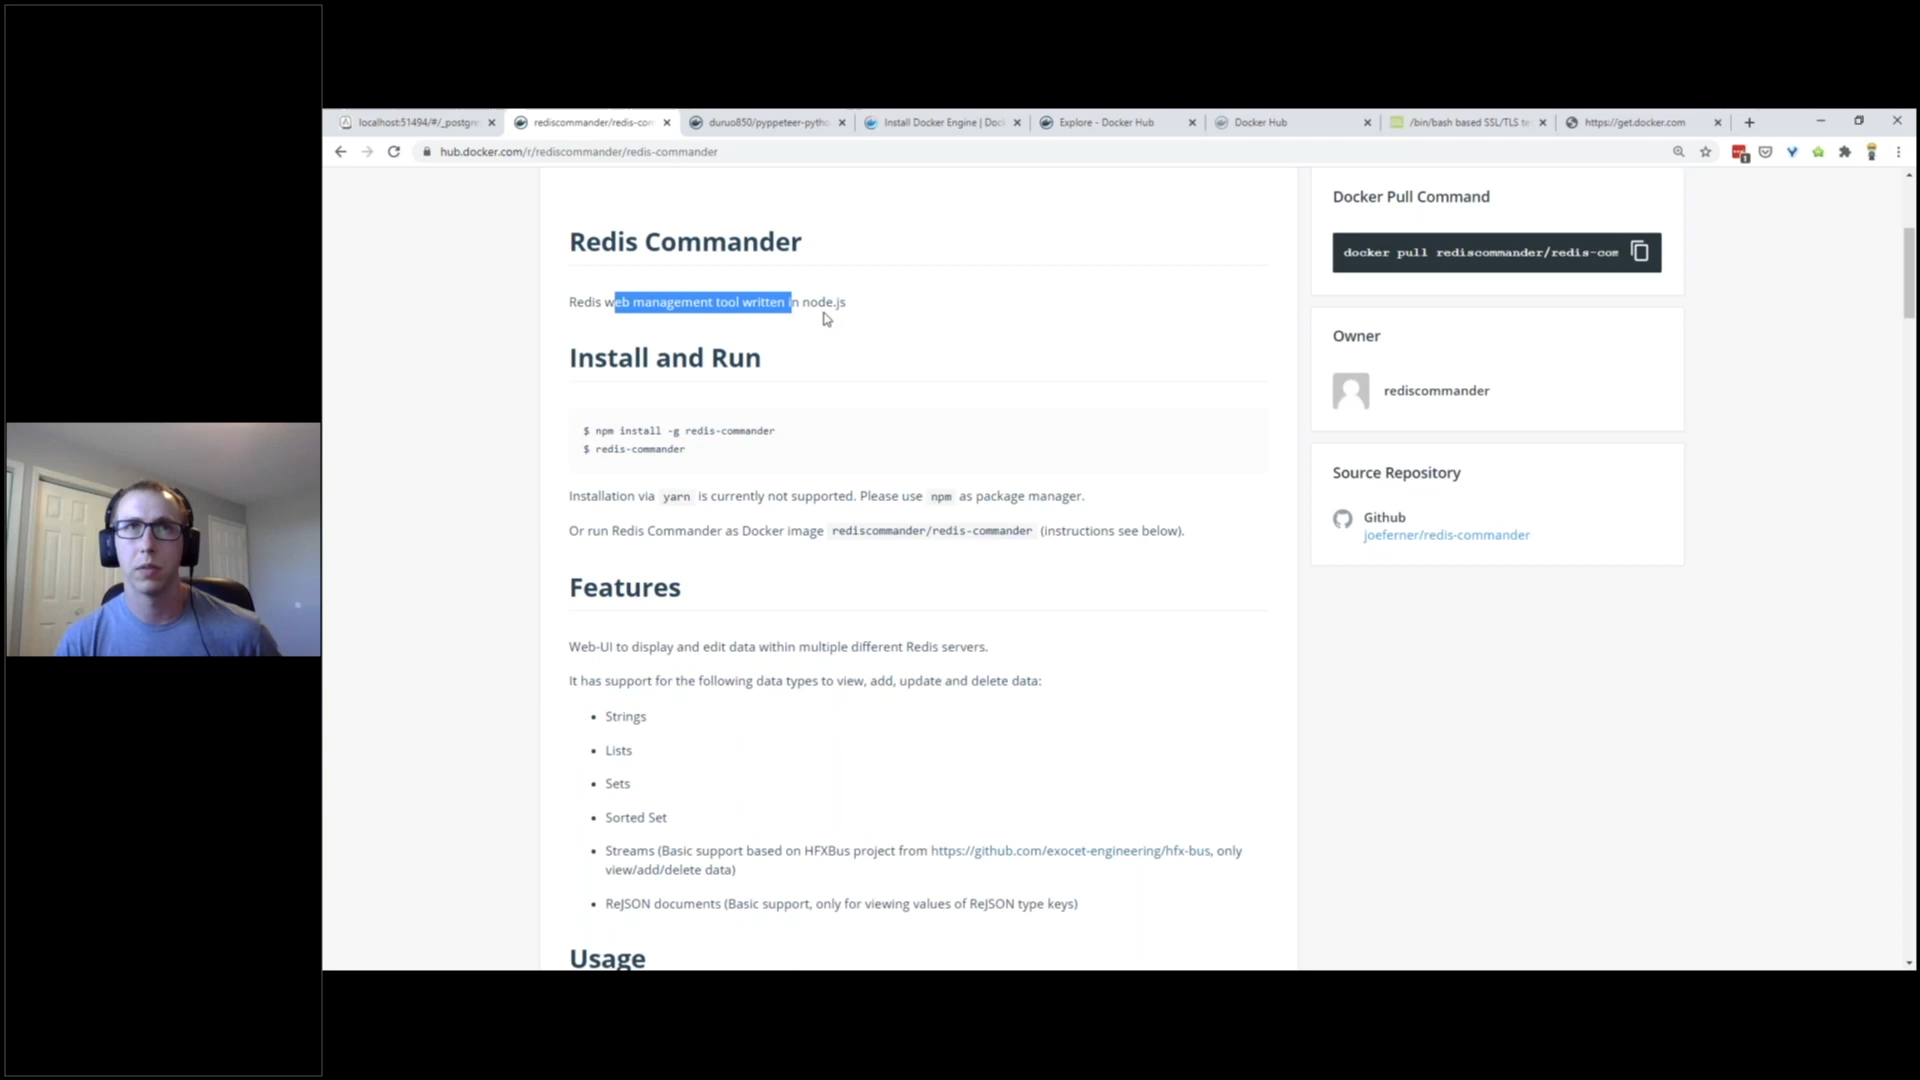 localhost:51494/#/_postgre
rediscommander/redis-com
duruo850/pyppeteer-pytho
Install Docker Engine | Doc
Explore - Docker Hub
Docker Hub
/bin/bash based SSL/TLS te
https://get.docker.com
hub.docker.com/r/rediscommander/redis-commander
Redis Commander
Redis web management tool written in node.js
Install and Run
$ npm install -g redis-commander
$ redis-commander
Installation via yarn is currently not supported. Please use npm as package manager.
Or run Redis Commander as Docker image rediscommander/redis-commander (instructions see below).
Features
Web-UI to display and edit data within multiple different Redis servers.
It has support for the following data types to view, add, update and delete data:
• Strings
• Lists
• Sets
• Sorted Set
• Streams (Basic support based on HFXBus project from https://github.com/exocet-engineering/hfx-bus, only
view/add/delete data)
• ReJSON documents (Basic support, only for viewing values of ReJSON type keys)
Usage
Docker Pull Command
docker pull rediscommander/redis-com
Owner
rediscommander
Source Repository
Github
joeferner/redis-commander